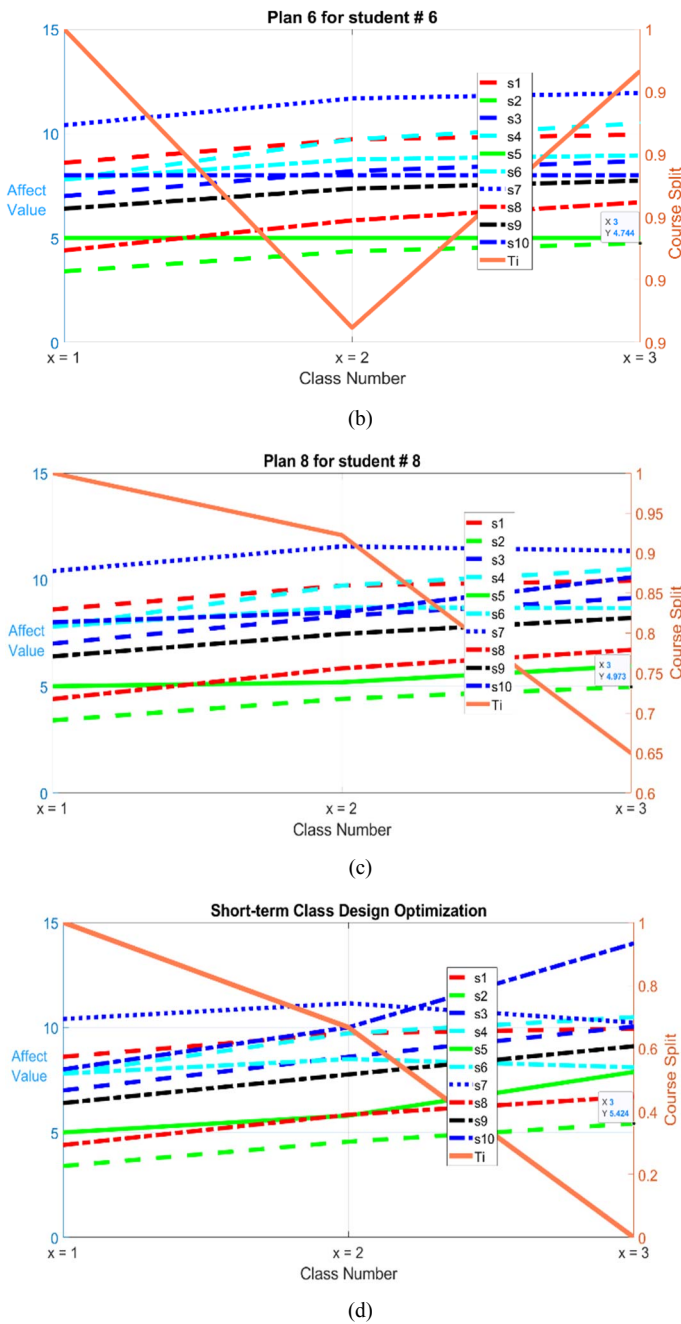 Plan 6 for student # 6
15
10
5
0
Affect
Value
s1
s2
s3
s4
s5
s6
s7
s8
s9
s10
Ti
X 3
Y 4.744
1
0.9
0.9
0.9
0.9
0.9
Course Split
x = 1
x = 2
x = 3
Class Number
(b)
Plan 8 for student # 8
15
10
5
0
Affect
Value
s1
s2
s3
s4
s5
s6
s7
s8
s9
s10
Ti
X 3
Y 4.973
1
0.95
0.9
0.85
0.8
0.75
0.7
0.65
0.6
Course Split
x = 1
x = 2
x = 3
Class Number
(c)
Short-term Class Design Optimization
15
10
5
0
Affect
Value
s1
s2
s3
s4
s5
s6
s7
s8
s9
s10
Ti
X 3
Y 5.424
1
0.8
0.6
0.4
0.2
0
Course Split
x = 1
x = 2
x = 3
Class Number
(d)